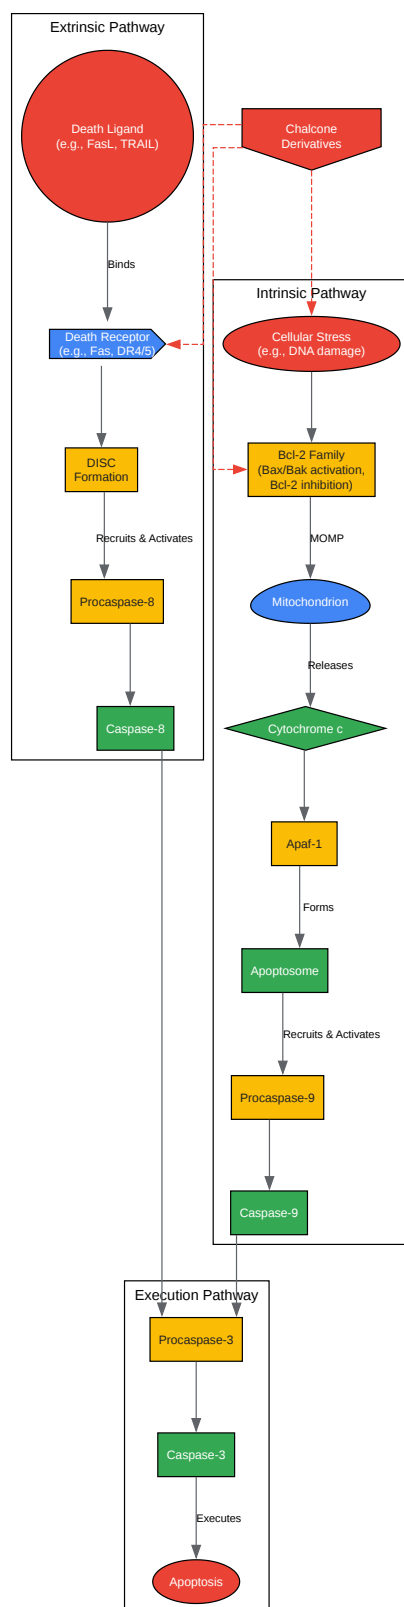 Extrinsic Pathway
Death Ligand
(e.g., FasL, TRAIL)
Chalcone
Derivatives
Binds
Intrinsic Pathway
Death Receptor
(e.g., Fas, DR4/5)
Cellular Stress
(e.g., DNA damage)
DISC
Formation
Bcl-2 Family
(Bax/Bak activation,
Bcl-2 inhibition)
Recruits & Activates
MOMP
Procaspase-8
Mitochondrion
Releases
Caspase-8
Cytochrome c
Apaf-1
Forms
Apoptosome
Recruits & Activates
Procaspase-9
Caspase-9
Execution Pathway
Procaspase-3
Caspase-3
Executes
Apoptosis